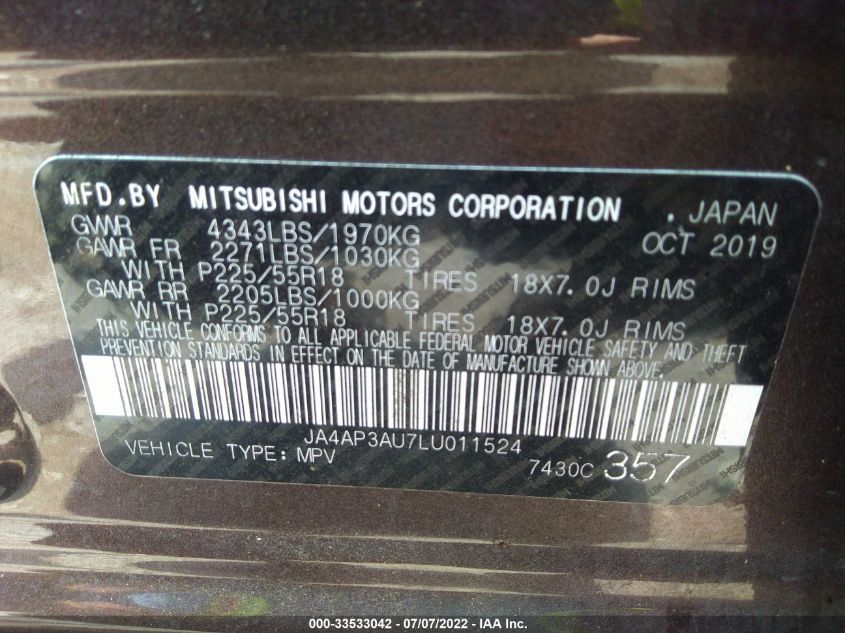 MFD.BY MITSUBISHI MOTORS CORPORATION . JAPAN
GVWR 4343LBS/1970KG OCT 2019
GAWR FR 2271LBS/1030KG
WITH P225/55R18 TIRES 18X7.0J RIMS
GAWR RR 2205LBS/1000KG
WITH P225/55R18 TIRES 18X7.0J RIMS
THIS VEHICLE CONFORMS TO ALL APPLICABLE FEDERAL MOTOR VEHICLE SAFETY AND THEFT
PREVENTION STANDARDS IN EFFECT ON THE DATE OF MANUFACTURE SHOWN ABOVE.
JA4AP3AU7LU011524
VEHICLE TYPE: MPV 7430C 357
000-33533042 - 07/07/2022 - IAA Inc.